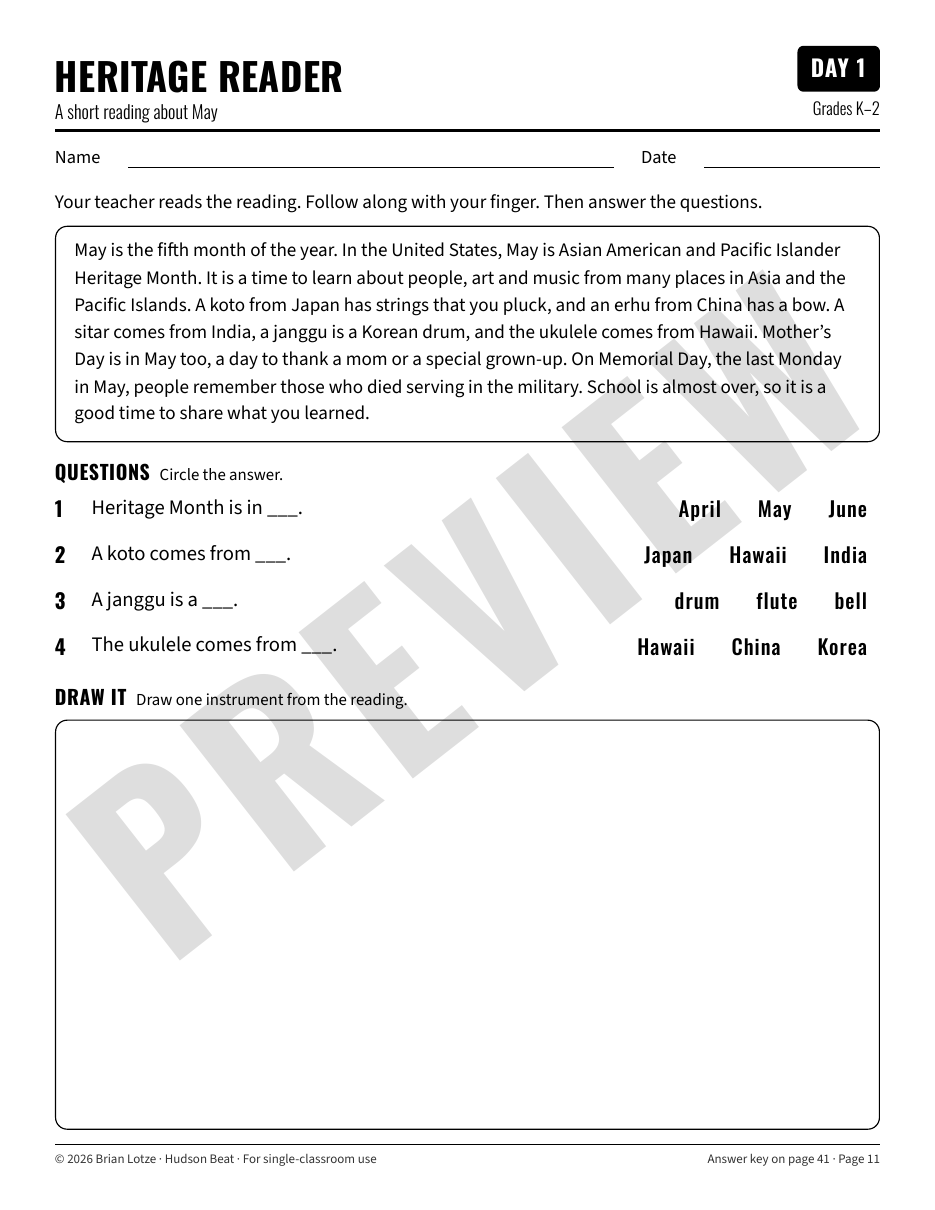 HERITAGE READER
DAY 1
A short reading about May
Grades K–2
Name
Date
Your teacher reads the reading. Follow along with your finger. Then answer the questions.
May is the fifth month of the year. In the United States, May is Asian American and Pacific Islander
Heritage Month. It is a time to learn about people, art and music from many places in Asia and the
Pacific Islands. A koto from Japan has strings that you pluck, and an erhu from China has a bow. A
sitar comes from India, a janggu is a Korean drum, and the ukulele comes from Hawaii. Mother’s
Day is in May too, a day to thank a mom or a special grown-up. On Memorial Day, the last Monday
in May, people remember those who died serving in the military. School is almost over, so it is a
good time to share what you learned.
QUESTIONS Circle the answer.
1 Heritage Month is in ___. April May June
2 A koto comes from ___. Japan Hawaii India
3 A janggu is a ___. drum flute bell
4 The ukulele comes from ___. Hawaii China Korea
DRAW IT Draw one instrument from the reading.
PREVIEW
© 2026 Brian Lotze · Hudson Beat · For single-classroom use
Answer key on page 41 · Page 11